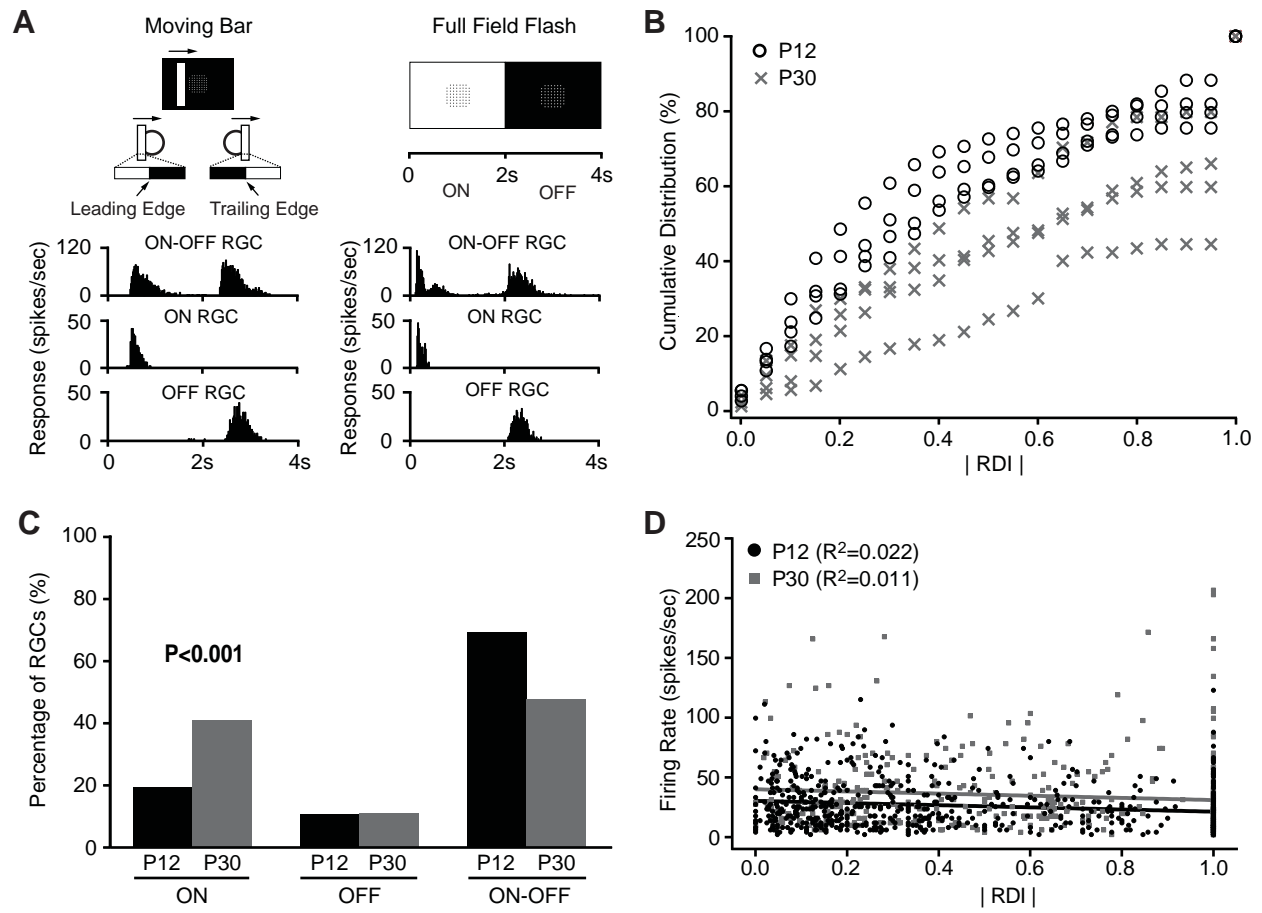 A
Moving Bar
Full Field Flash
Leading Edge
Trailing Edge
2s
4s
ON
OFF
Response (spikes/sec)
120
0
ON-OFF RGC
50
0
ON RGC
50
0
OFF RGC
0
2s
4s
Response (spikes/sec)
120
0
ON-OFF RGC
50
0
ON RGC
50
0
OFF RGC
0
2s
4s
B
P12
P30
Cumulative Distribution (%)
100
80
60
40
20
0
0.0
0.2
0.4
0.6
0.8
1.0
| RDI |
C
Percentage of RGCs (%)
100
80
60
40
20
0
P<0.001
P12
P30
P12
P30
P12
P30
ON
OFF
ON-OFF
D
P12 (R²=0.022)
P30 (R²=0.011)
Firing Rate (spikes/sec)
250
200
150
100
50
0
0.0
0.2
0.4
0.6
0.8
1.0
| RDI |